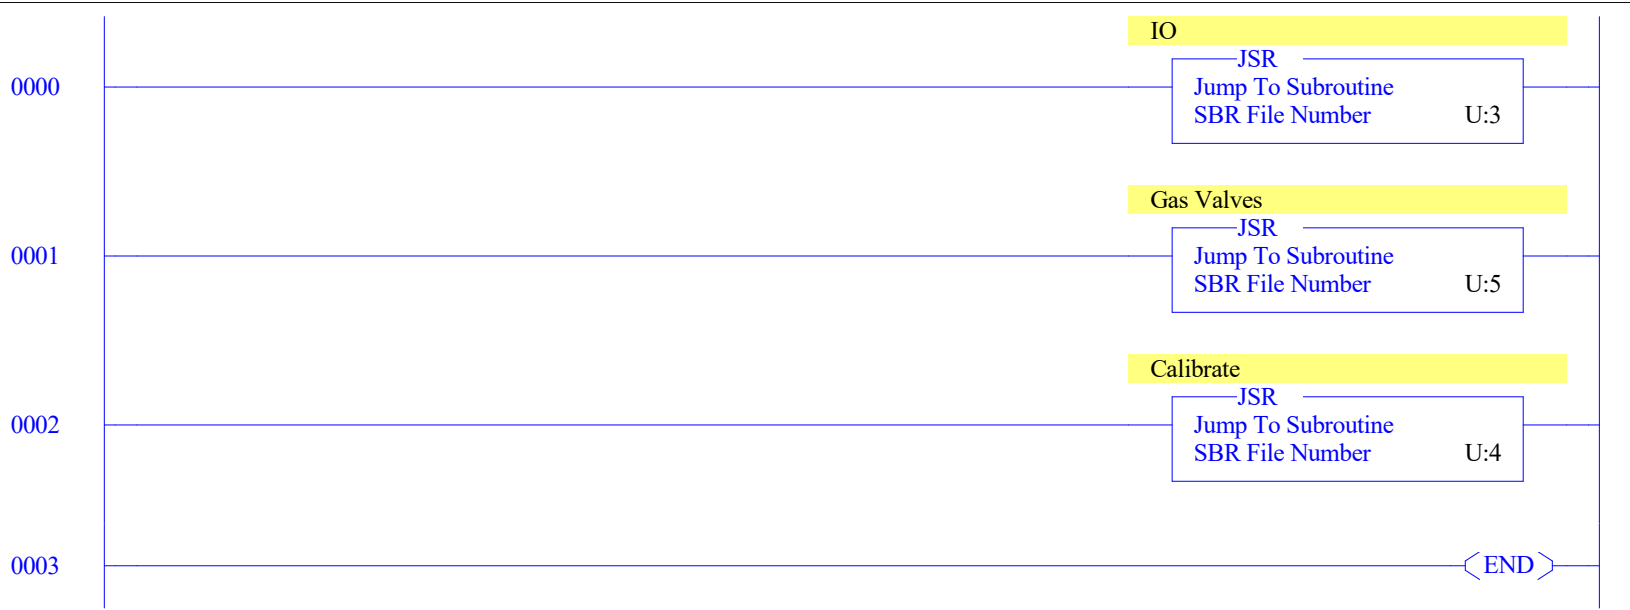 IO
JSR
0000
Jump To Subroutine
SBR File Number U:3
Gas Valves
JSR
0001
Jump To Subroutine
SBR File Number U:5
Calibrate
JSR
0002
Jump To Subroutine
SBR File Number U:4
0003
END